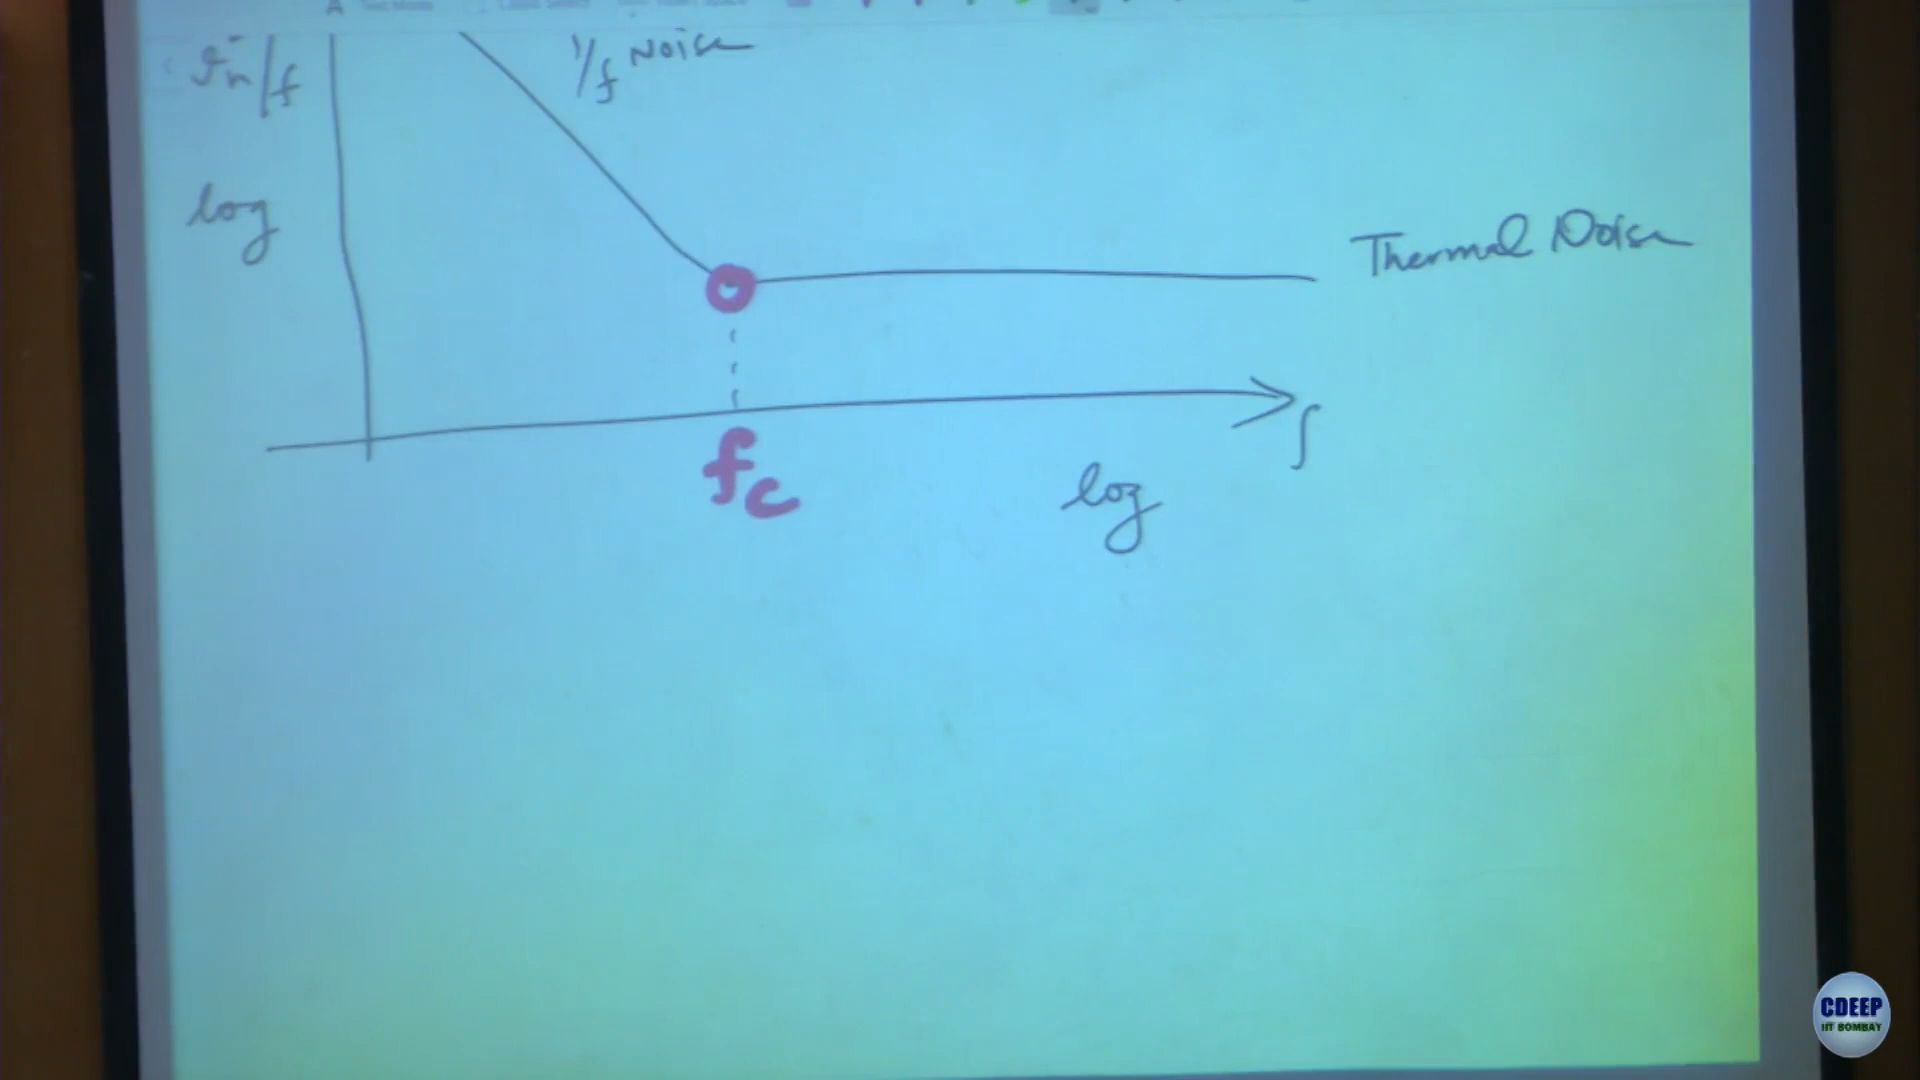 1/f Noise
/f
log
Thermal Noise
f
fc
log
CDEEP
IIT BOMBAY